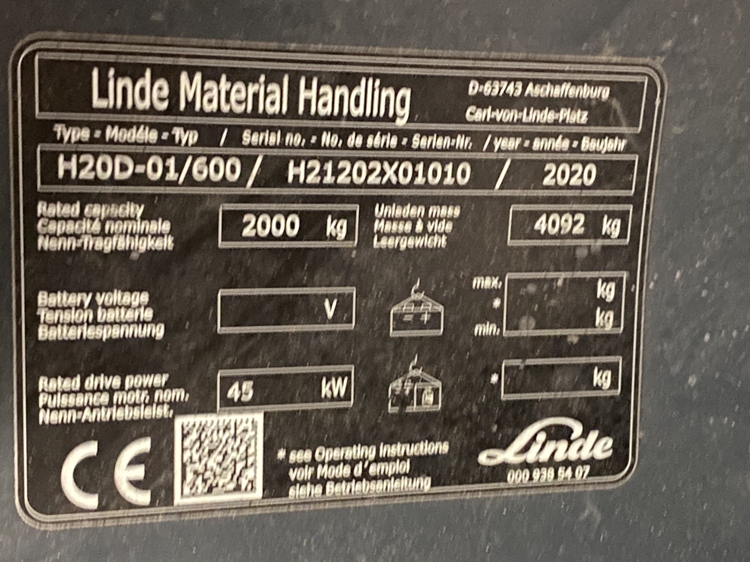 Linde Material Handling
D-63743 Aschaffenburg
Carl-von-Linde-Platz
Type - Modéle - Typ / Serial no. - No. de série - Serien-Nr. / year - année - Baujahr
H20D-01/600 / H21202X01010 / 2020
Rated capacity
Capacité nominale
Nenn-Tragfähigkeit
2000 kg
Unladen mass
Masse à vide
Leergewicht
4092 kg
Battery voltage
Tension batterie
Batteriespannung
V
max. kg
*
min. kg
Rated drive power
Puissance motr. nom.
Nenn-Antriebsleist.
45 kW
* kg
CE
* see Operating instructions
voir Mode d'emploi
siehe Betriebsanleitung
Linde
000 938 54 07